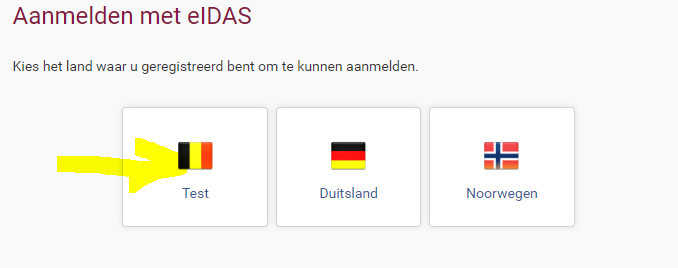 Aanmelden met eIDAS
Kies het land waar u geregistreerd bent om te kunnen aanmelden.
Test
Duitsland
Noorwegen